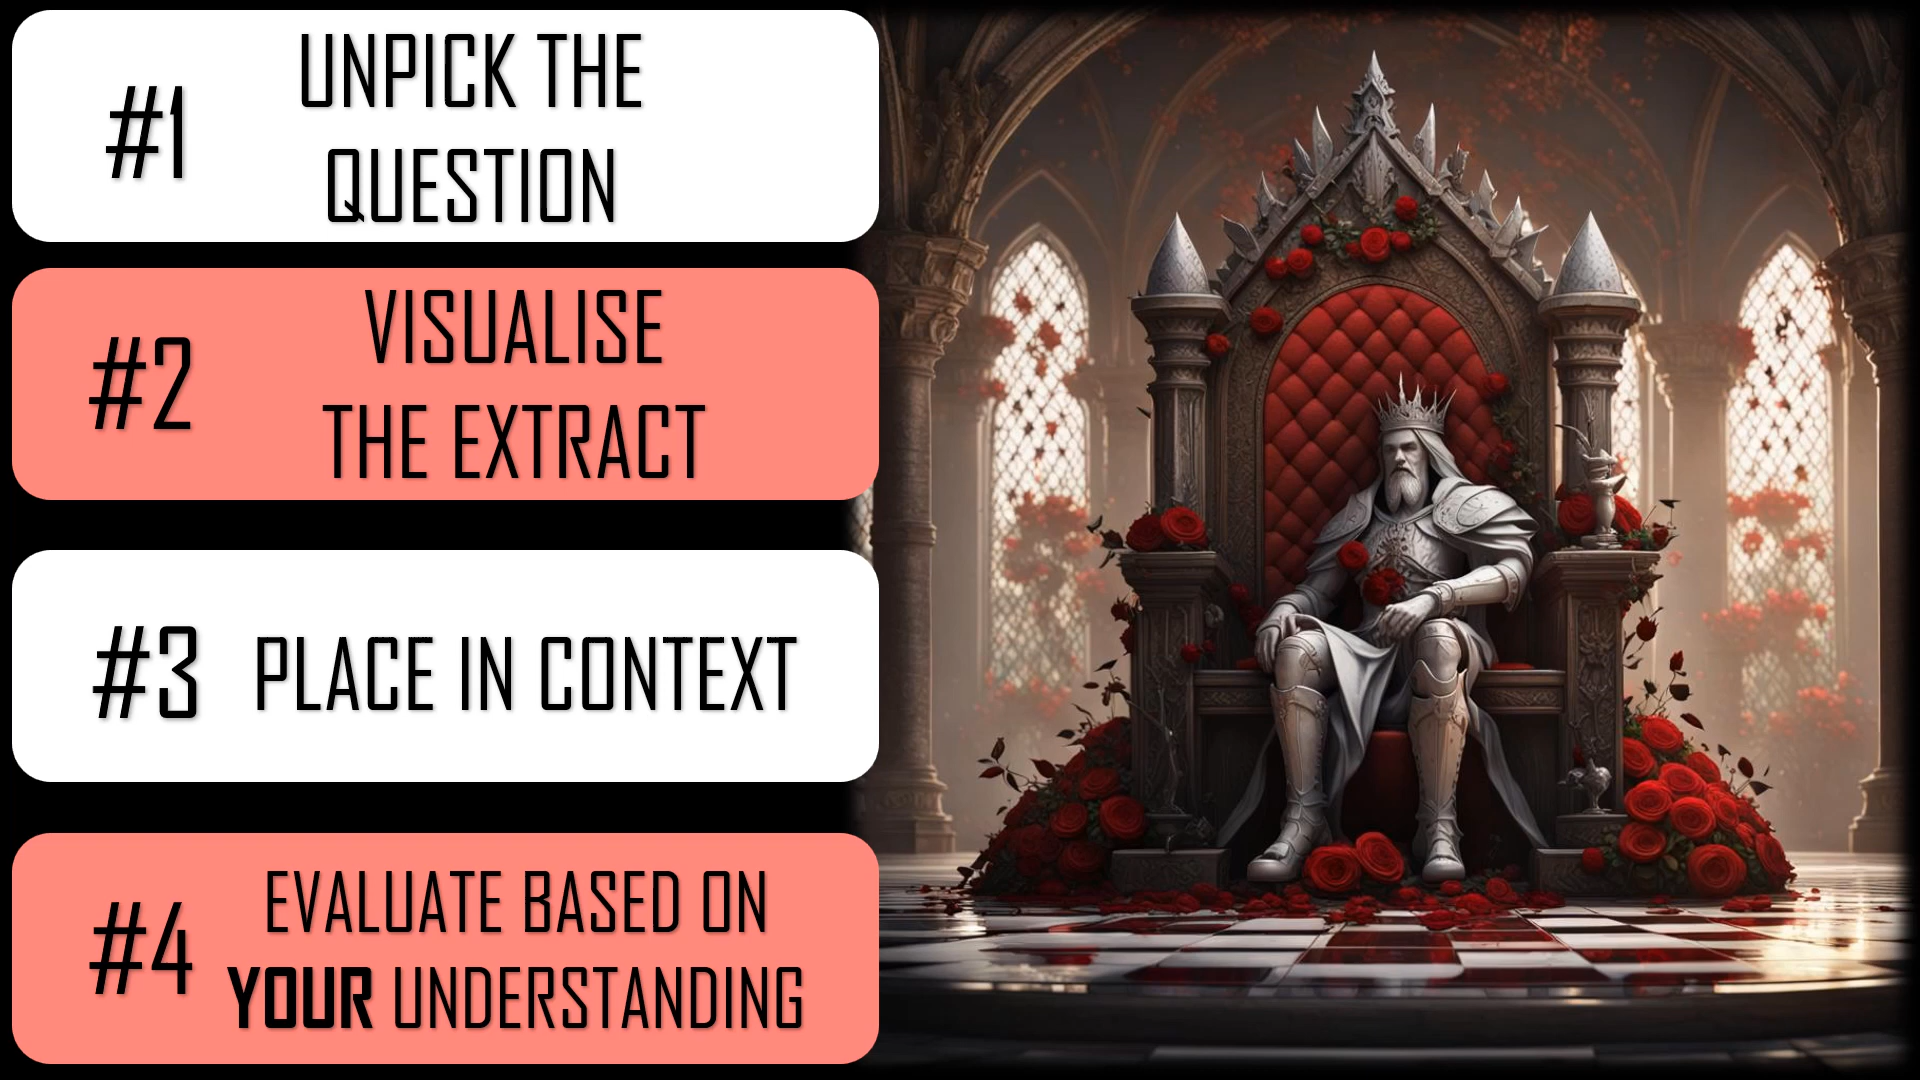 #1
UNPICK THE
QUESTION
#2
VISUALISE
THE EXTRACT
#3
PLACE IN CONTEXT
#4
EVALUATE BASED ON
YOUR UNDERSTANDING